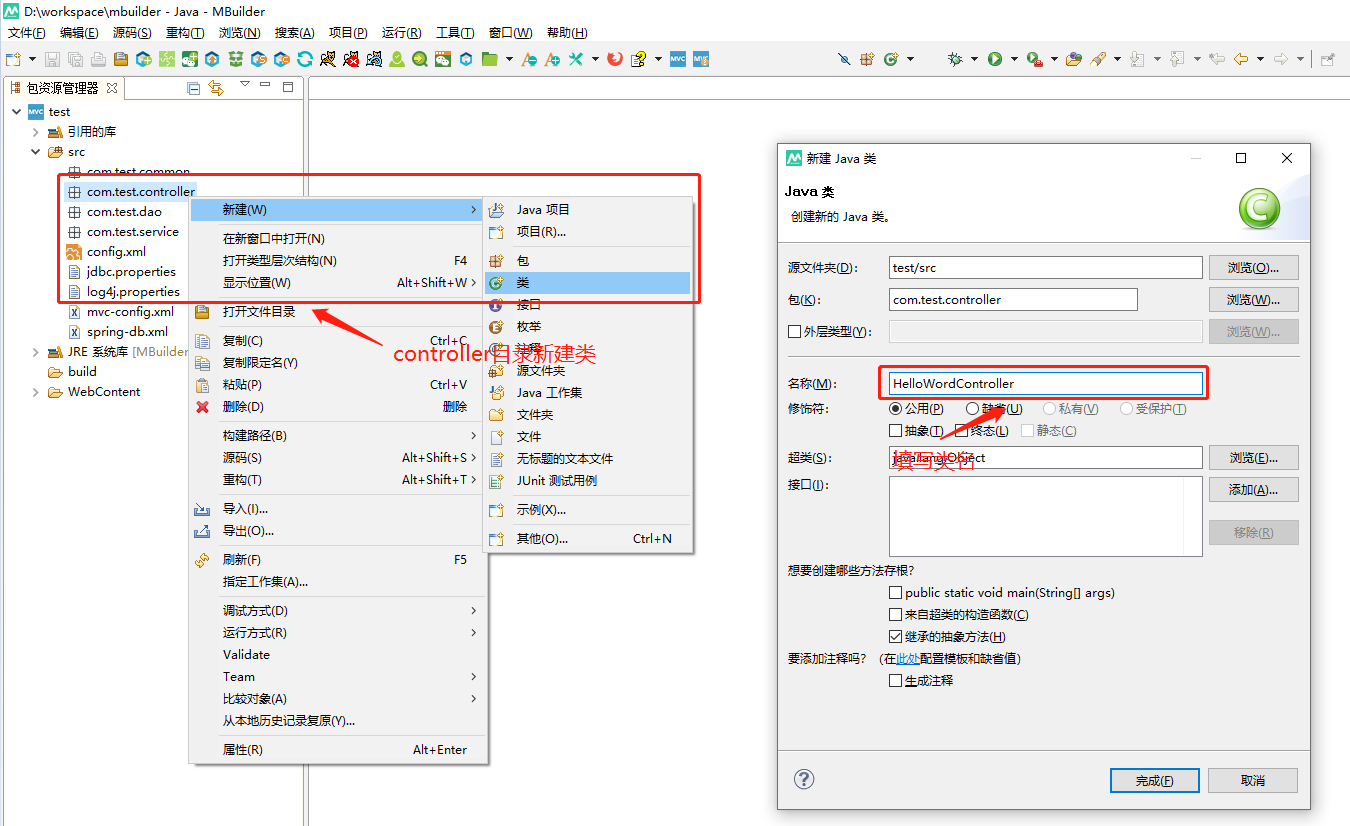 D:\workspace\mbuilder - Java - MBuilder
文件(F) 编辑(E) 源码(S) 重构(T) 浏览(N) 搜索(A) 项目(P) 运行(R) 工具(T) 窗口(W) 帮助(H)
包资源管理器
test
引用的库
src
com.test.common
com.test.controller
com.test.dao
com.test.service
config.xml
jdbc.properties
log4j.properties
mvc-config.xml
spring-db.xml
JRE 系统库 [MBuilder
build
WebContent
新建(W)
在新窗口中打开(N)
打开类型层次结构(N) F4
显示位置(W) Alt+Shift+W
打开文件目录
复制(C) Ctrl+C
复制限定名(Y)
粘贴(P) Ctrl+V
删除(D) 删除
构建路径(B)
源码(S) Alt+Shift+S
重构(T) Alt+Shift+T
导入(I)...
导出(O)...
刷新(F) F5
指定工作集(A)...
调试方式(D)
运行方式(R)
Validate
Team
比较对象(A)
从本地历史记录复原(Y)...
属性(R) Alt+Enter
Java 项目
项目(R)...
包
类
接口
枚举
注释
源文件夹
Java 工作集
文件夹
文件
无标题的文本文件
JUnit 测试用例
示例(X)...
其他(O)... Ctrl+N
controller目录新建类
新建 Java 类
Java 类
创建新的 Java 类。
源文件夹(D): test/src 浏览(O)...
包(K): com.test.controller 浏览(W)...
外层类型(Y): 浏览(W)...
名称(M): HelloWordController
修饰符: 公用(P) 缺省(U) 私有(V) 受保护(T)
抽象(T) 终态(L) 静态(C)
填写类名
超类(S): java.lang.Object 浏览(E)...
接口(I): 添加(A)...
移除(R)
想要创建哪些方法存根?
public static void main(String[] args)
来自超类的构造函数(C)
继承的抽象方法(H)
要添加注释吗? (在此处配置模板和缺省值)
生成注释
完成(F) 取消